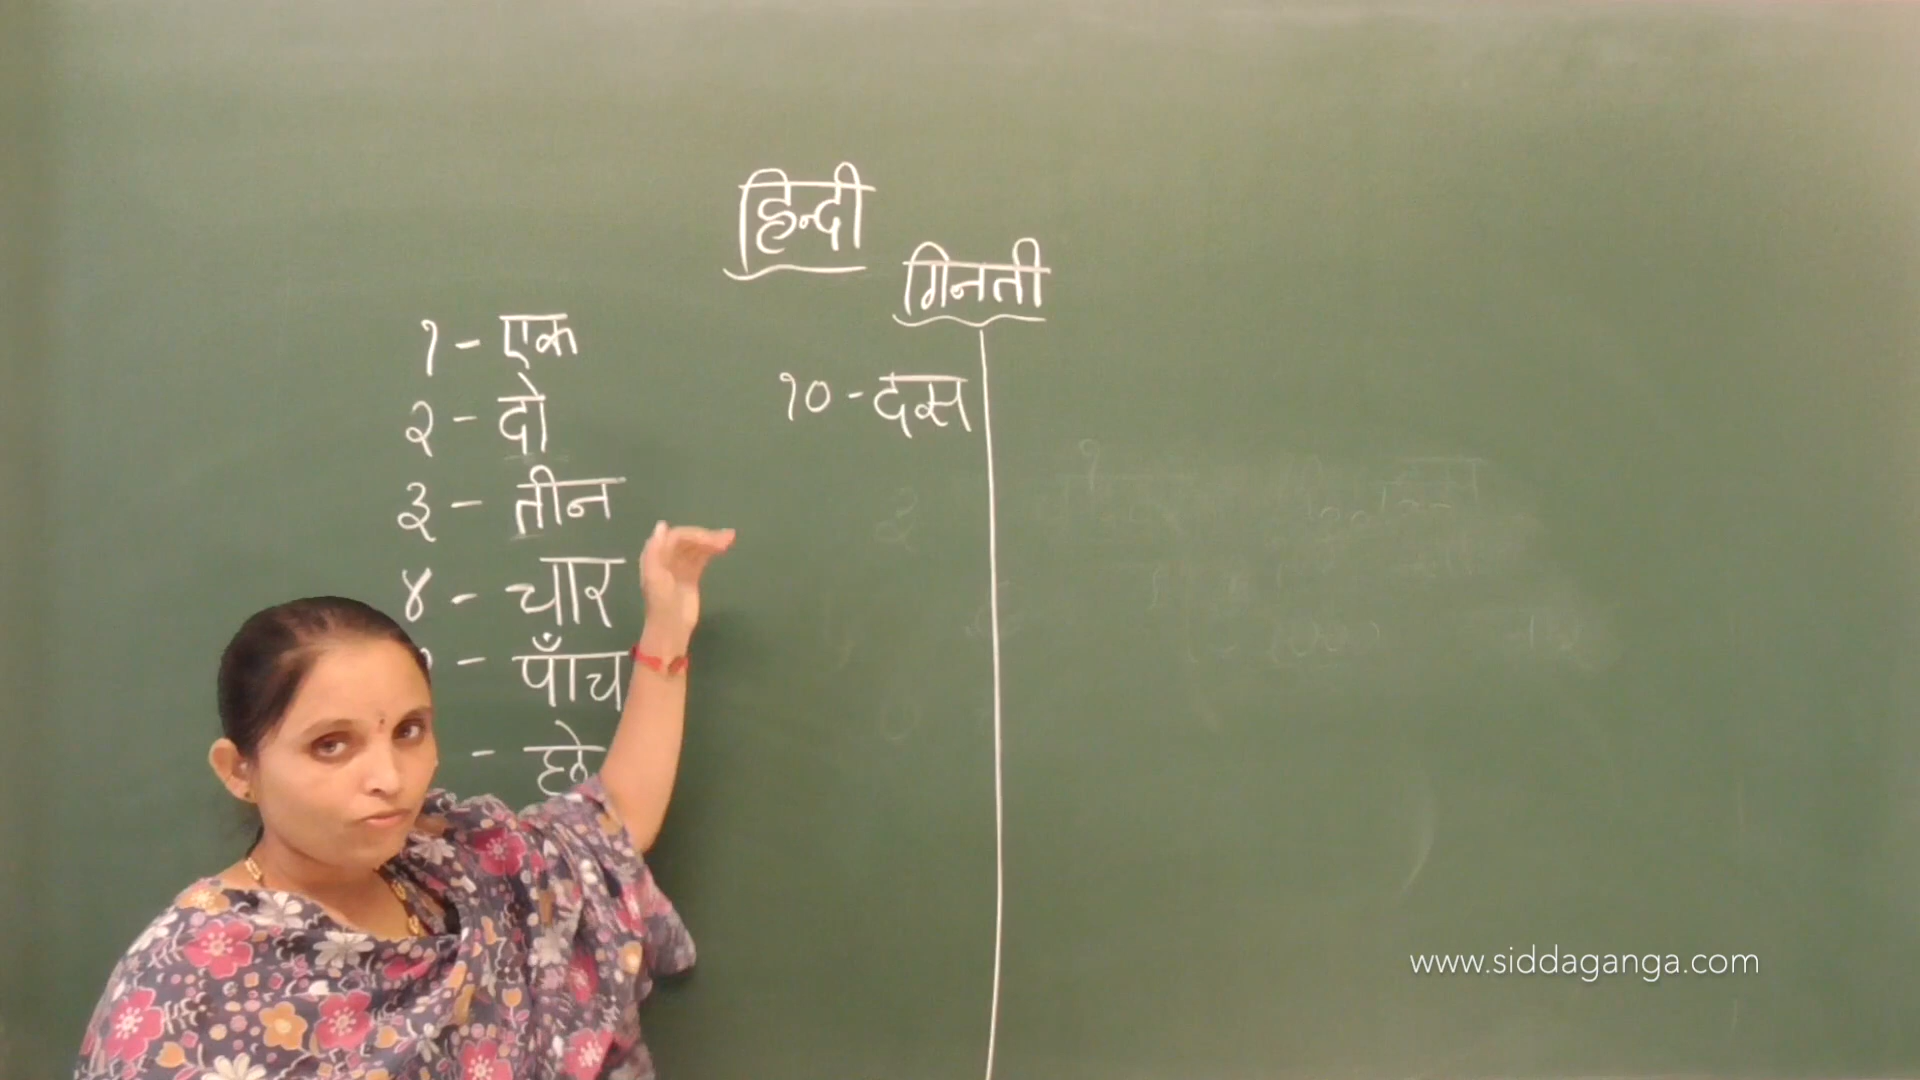 हिन्दी
गिनती
१ - एक
२ - दो
३ - तीन
४ - चार
- पाँच
- छे
१० - दस
www.siddaganga.com